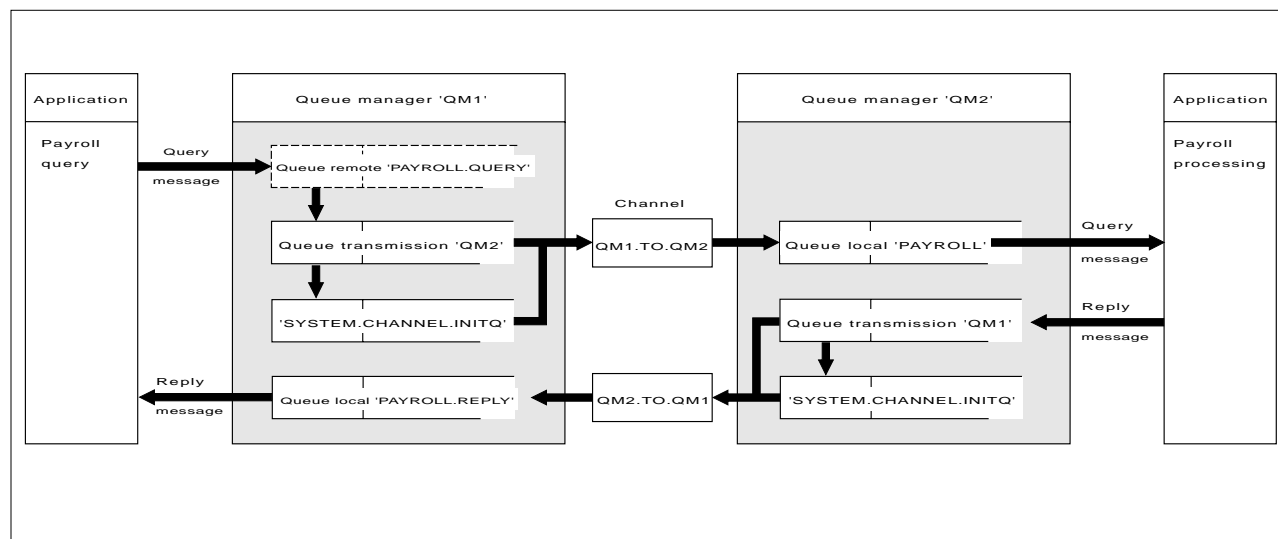 Application
Payroll
query
Query
message
Reply
message
Queue manager 'QM1'
Queue remote 'PAYROLL.QUERY'
Queue transmission 'QM2'
'SYSTEM.CHANNEL.INITQ'
Queue local 'PAYROLL.REPLY'
Channel
QM1.TO.QM2
QM2.TO.QM1
Queue manager 'QM2'
Queue local 'PAYROLL'
Queue transmission 'QM1'
'SYSTEM.CHANNEL.INITQ'
Query
message
Reply
message
Application
Payroll
processing